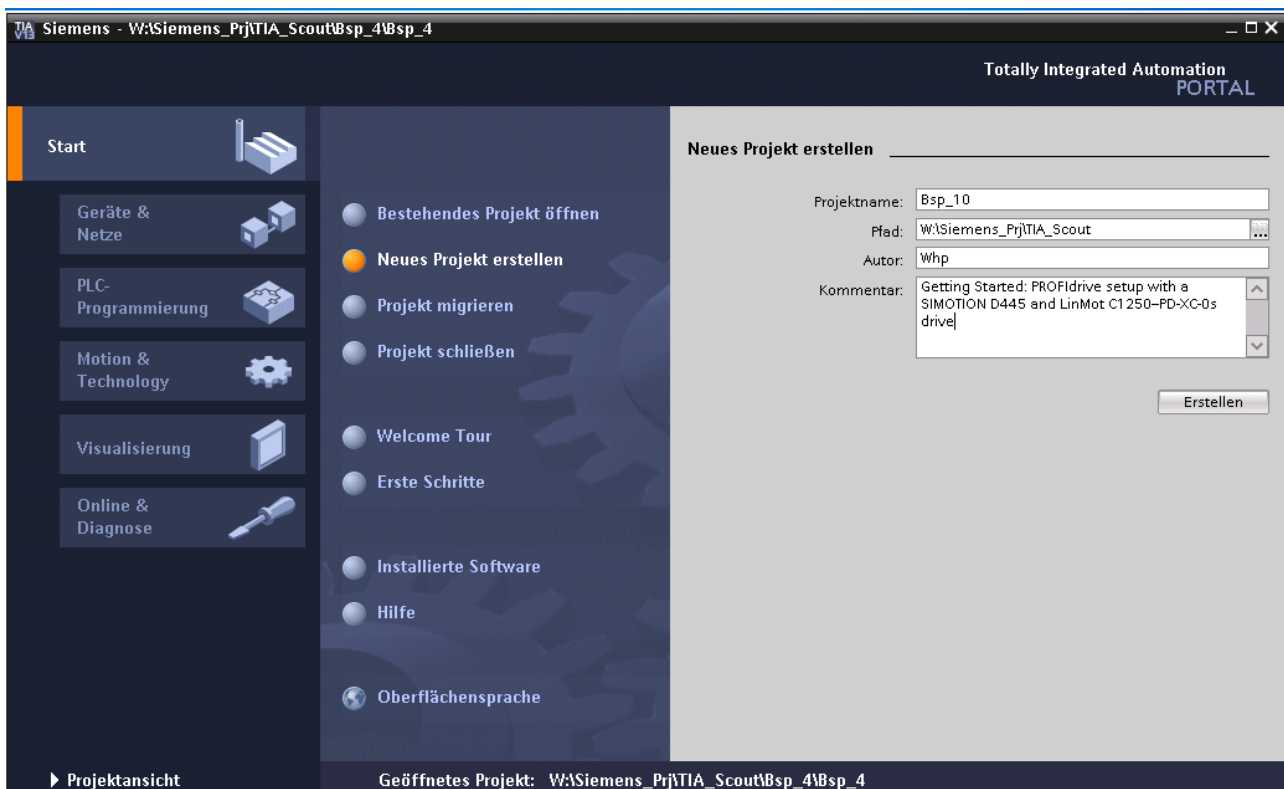 TIA V13 Siemens - W:\Siemens_Prj\TIA_Scout\Bsp_4\Bsp_4
Totally Integrated Automation
PORTAL
Start
Geräte &
Netze
PLC-
Programmierung
Motion &
Technology
Visualisierung
Online &
Diagnose
Projektansicht
Bestehendes Projekt öffnen
Neues Projekt erstellen
Projekt migrieren
Projekt schließen
Welcome Tour
Erste Schritte
Installierte Software
Hilfe
Oberflächensprache
Neues Projekt erstellen
Projektname: Bsp_10
Pfad: W:\Siemens_Prj\TIA_Scout ...
Autor: Whp
Kommentar: Getting Started: PROFIdrive setup with a
SIMOTION D445 and LinMot C1250-PD-XC-0s
drive
Erstellen
Geöffnetes Projekt: W:\Siemens_Prj\TIA_Scout\Bsp_4\Bsp_4